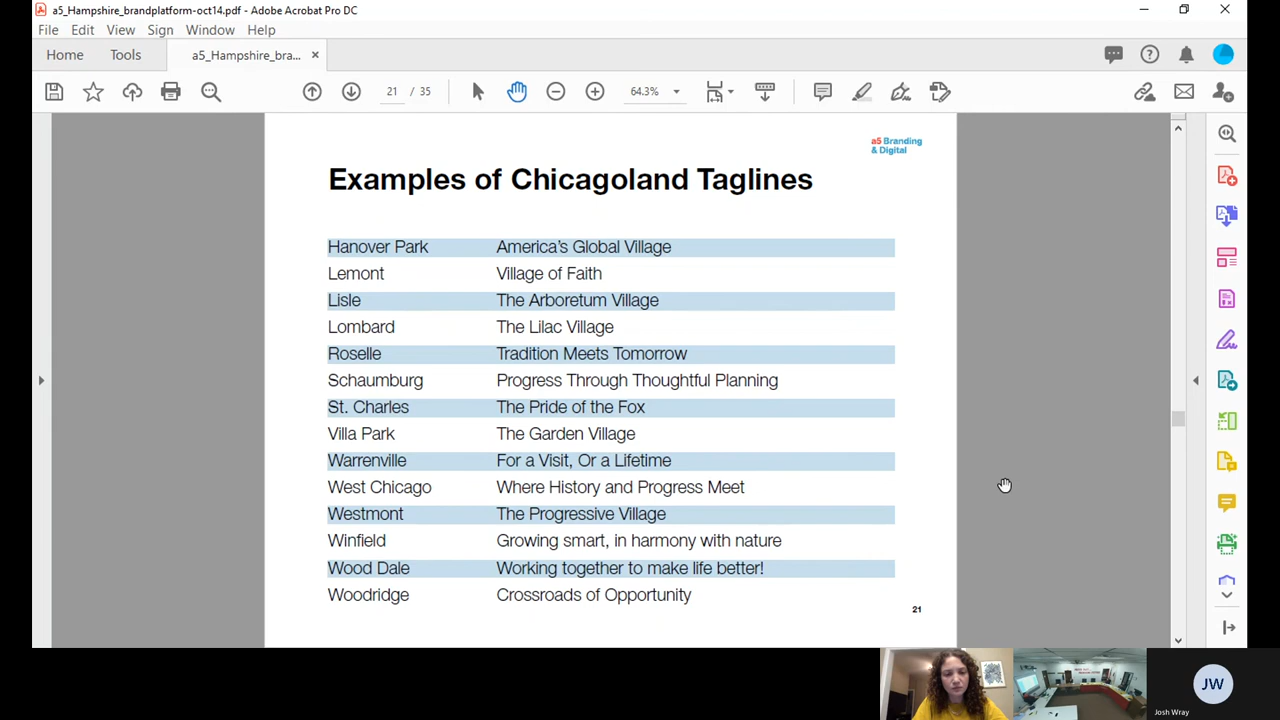 a5_Hampshire_brandplatform-oct14.pdf - Adobe Acrobat Pro DC
File Edit View Sign Window Help
Home Tools a5_Hampshire_bra... ×
21 / 35 64.3%
a5 Branding
& Digital
Examples of Chicagoland Taglines
Hanover Park America's Global Village
Lemont Village of Faith
Lisle The Arboretum Village
Lombard The Lilac Village
Roselle Tradition Meets Tomorrow
Schaumburg Progress Through Thoughtful Planning
St. Charles The Pride of the Fox
Villa Park The Garden Village
Warrenville For a Visit, Or a Lifetime
West Chicago Where History and Progress Meet
Westmont The Progressive Village
Winfield Growing smart, in harmony with nature
Wood Dale Working together to make life better!
Woodridge Crossroads of Opportunity
21
JW
Josh Wray